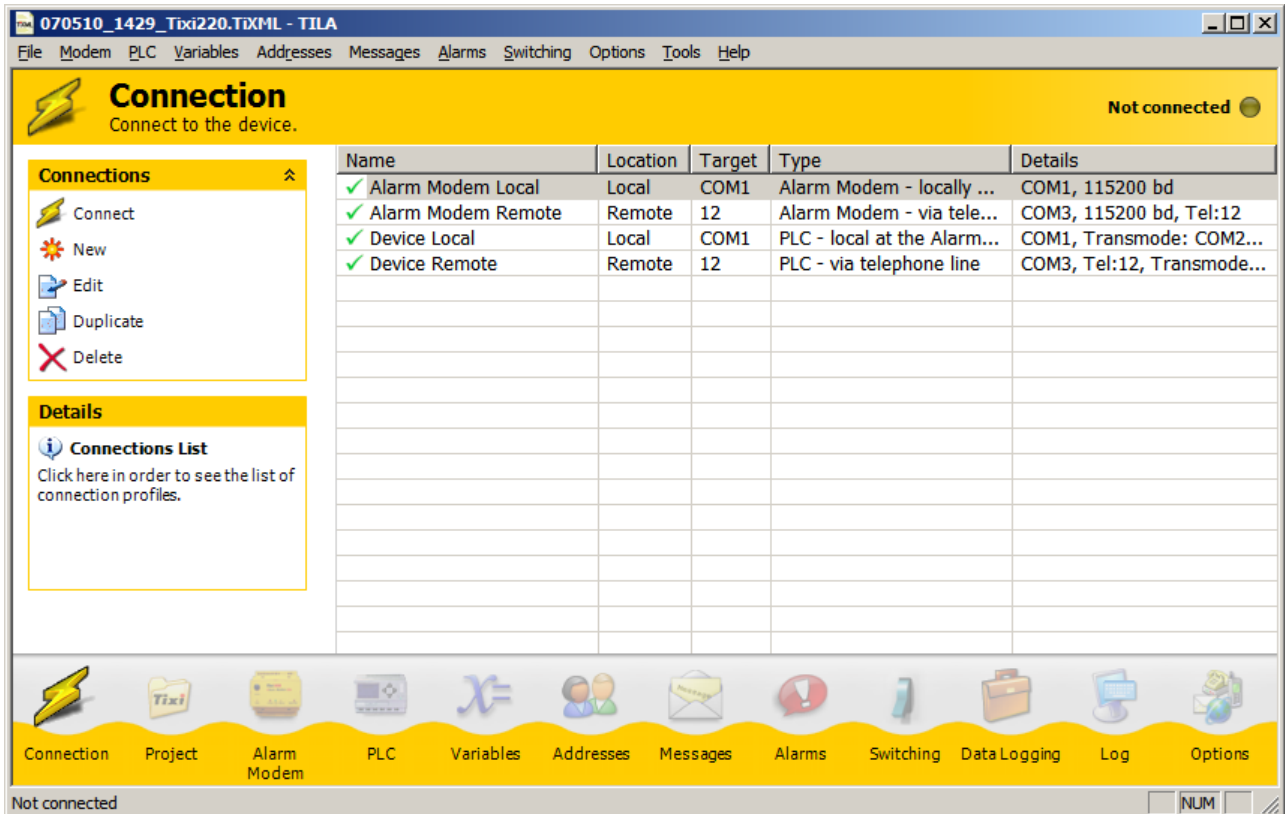 070510_1429_Tixi220.TiXML - TILA
File Modem PLC Variables Addresses Messages Alarms Switching Options Tools Help
Connection
Connect to the device.
Not connected
Connections
Connect
New
Edit
Duplicate
Delete
Details
Connections List
Click here in order to see the list of
connection profiles.
Name Location Target Type Details
Alarm Modem Local Local COM1 Alarm Modem - locally ... COM1, 115200 bd
Alarm Modem Remote Remote 12 Alarm Modem - via tele... COM3, 115200 bd, Tel:12
Device Local Local COM1 PLC - local at the Alarm... COM1, Transmode: COM2...
Device Remote Remote 12 PLC - via telephone line COM3, Tel:12, Transmode...
Tixi
Message
Connection Project Alarm Modem PLC Variables Addresses Messages Alarms Switching Data Logging Log Options
Not connected NUM